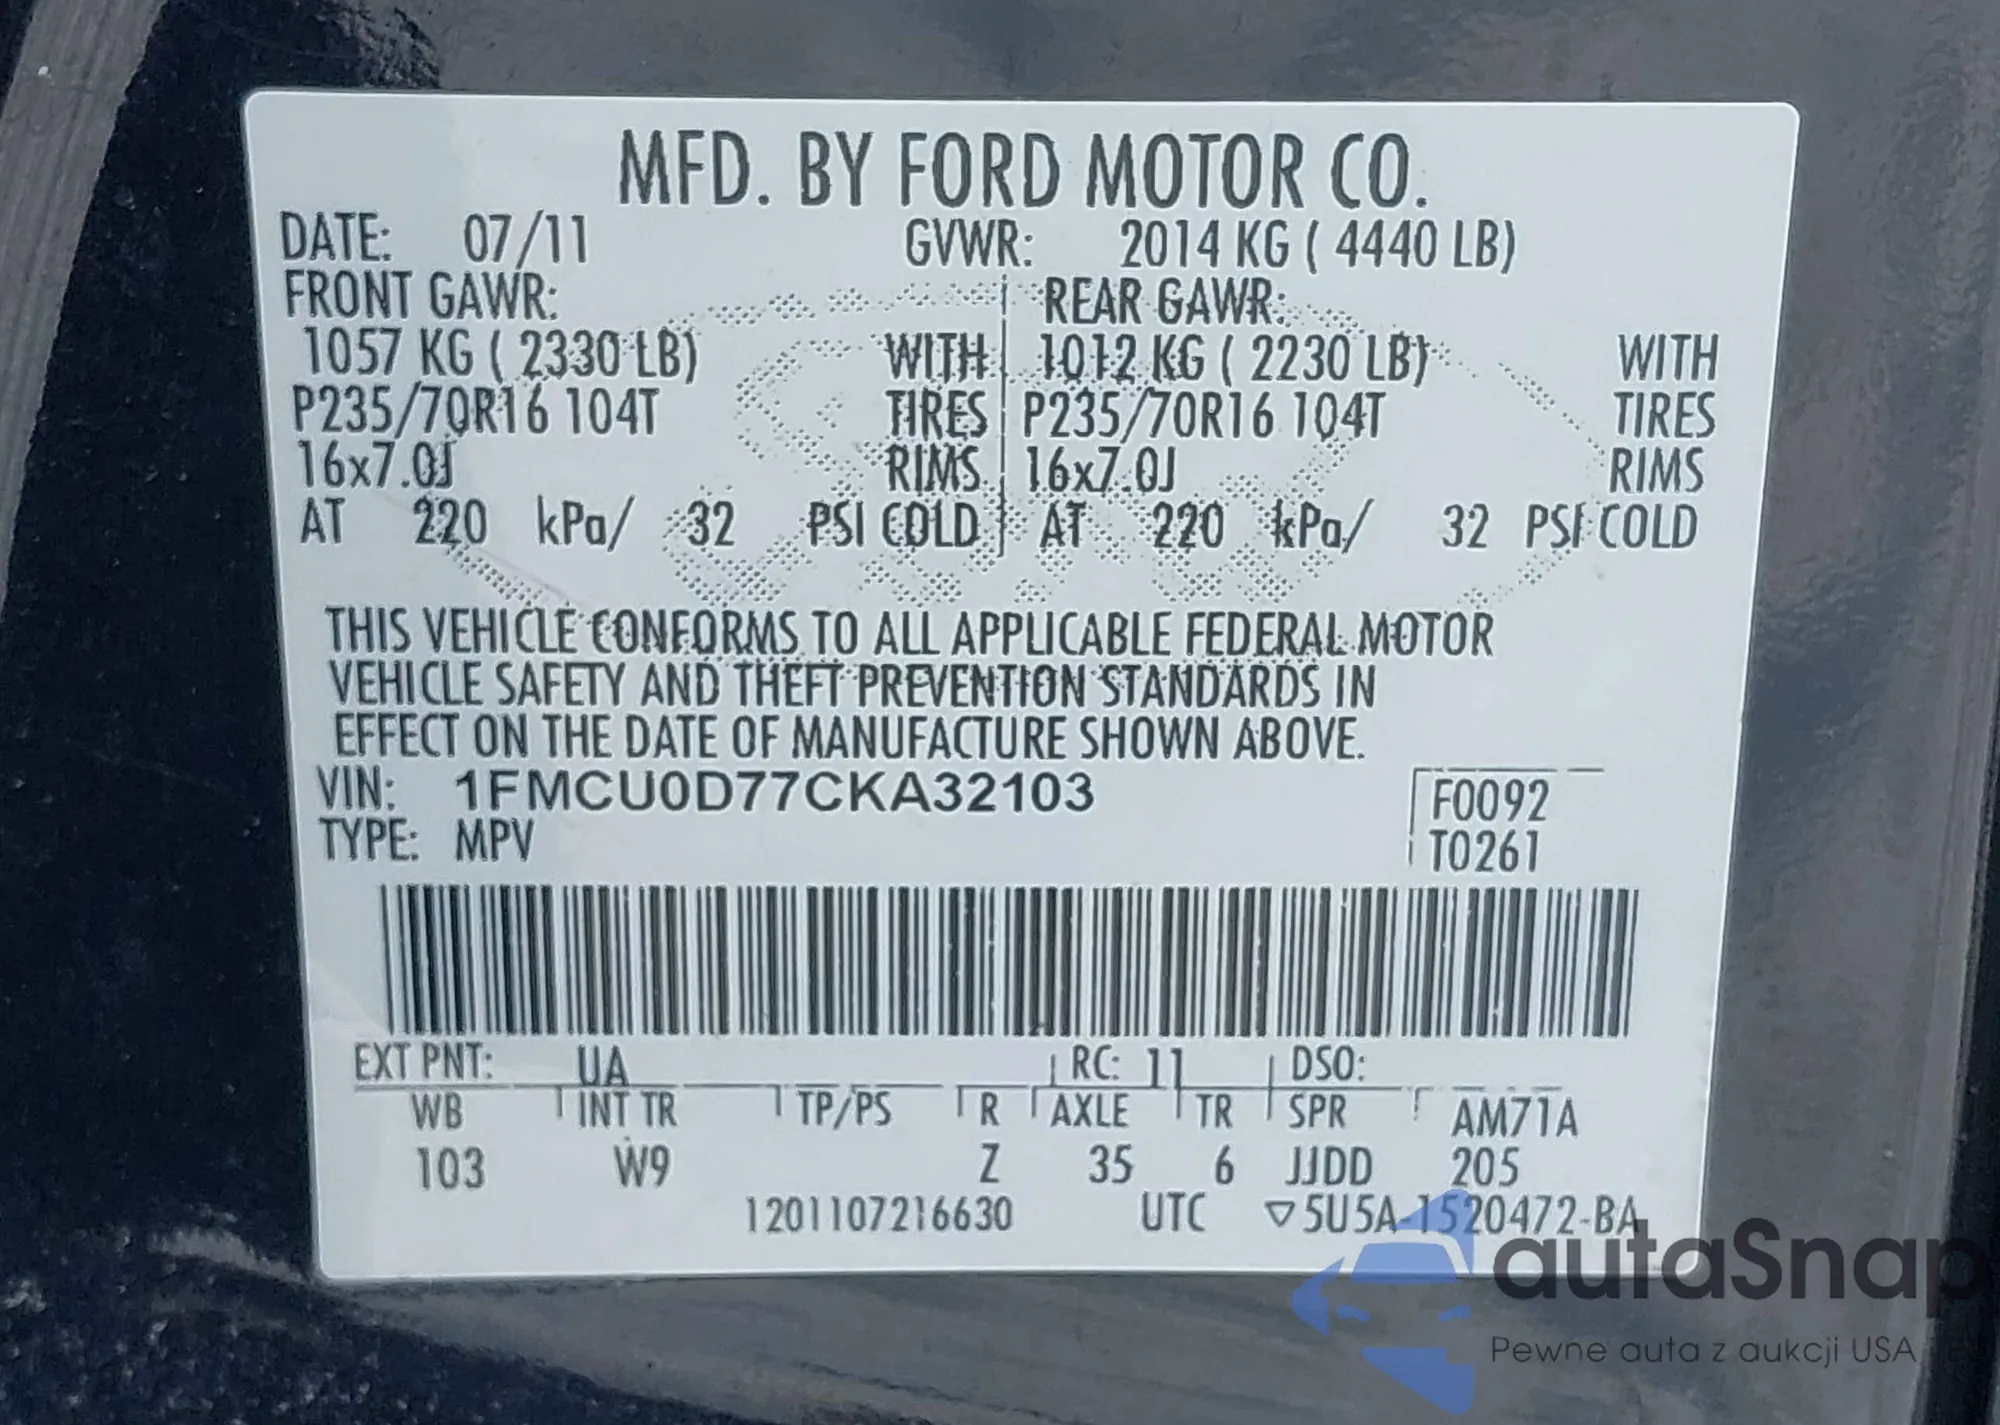 MFD. BY FORD MOTOR CO.
DATE: 07/11 GVWR: 2014 KG ( 4440 LB)
FRONT GAWR: REAR GAWR:
1057 KG ( 2330 LB) WITH 1012 KG ( 2230 LB) WITH
P235/70R16 104T TIRES P235/70R16 104T TIRES
16x7.0J RIMS 16x7.0J RIMS
AT 220 kPa/ 32 PSI COLD AT 220 kPa/ 32 PSI COLD
THIS VEHICLE CONFORMS TO ALL APPLICABLE FEDERAL MOTOR
VEHICLE SAFETY AND THEFT PREVENTION STANDARDS IN
EFFECT ON THE DATE OF MANUFACTURE SHOWN ABOVE.
VIN: 1FMCU0D77CKA32103 F0092
TYPE: MPV T0261
EXT PNT: UA RC: 11 DSO:
WB INT TR TP/PS R AXLE TR SPR AM71A
103 W9 Z 35 6 JJDD 205
1201107216630 UTC ▽5U5A-1520472-BA
autaSnap
Pewne auta z aukcji USA i E